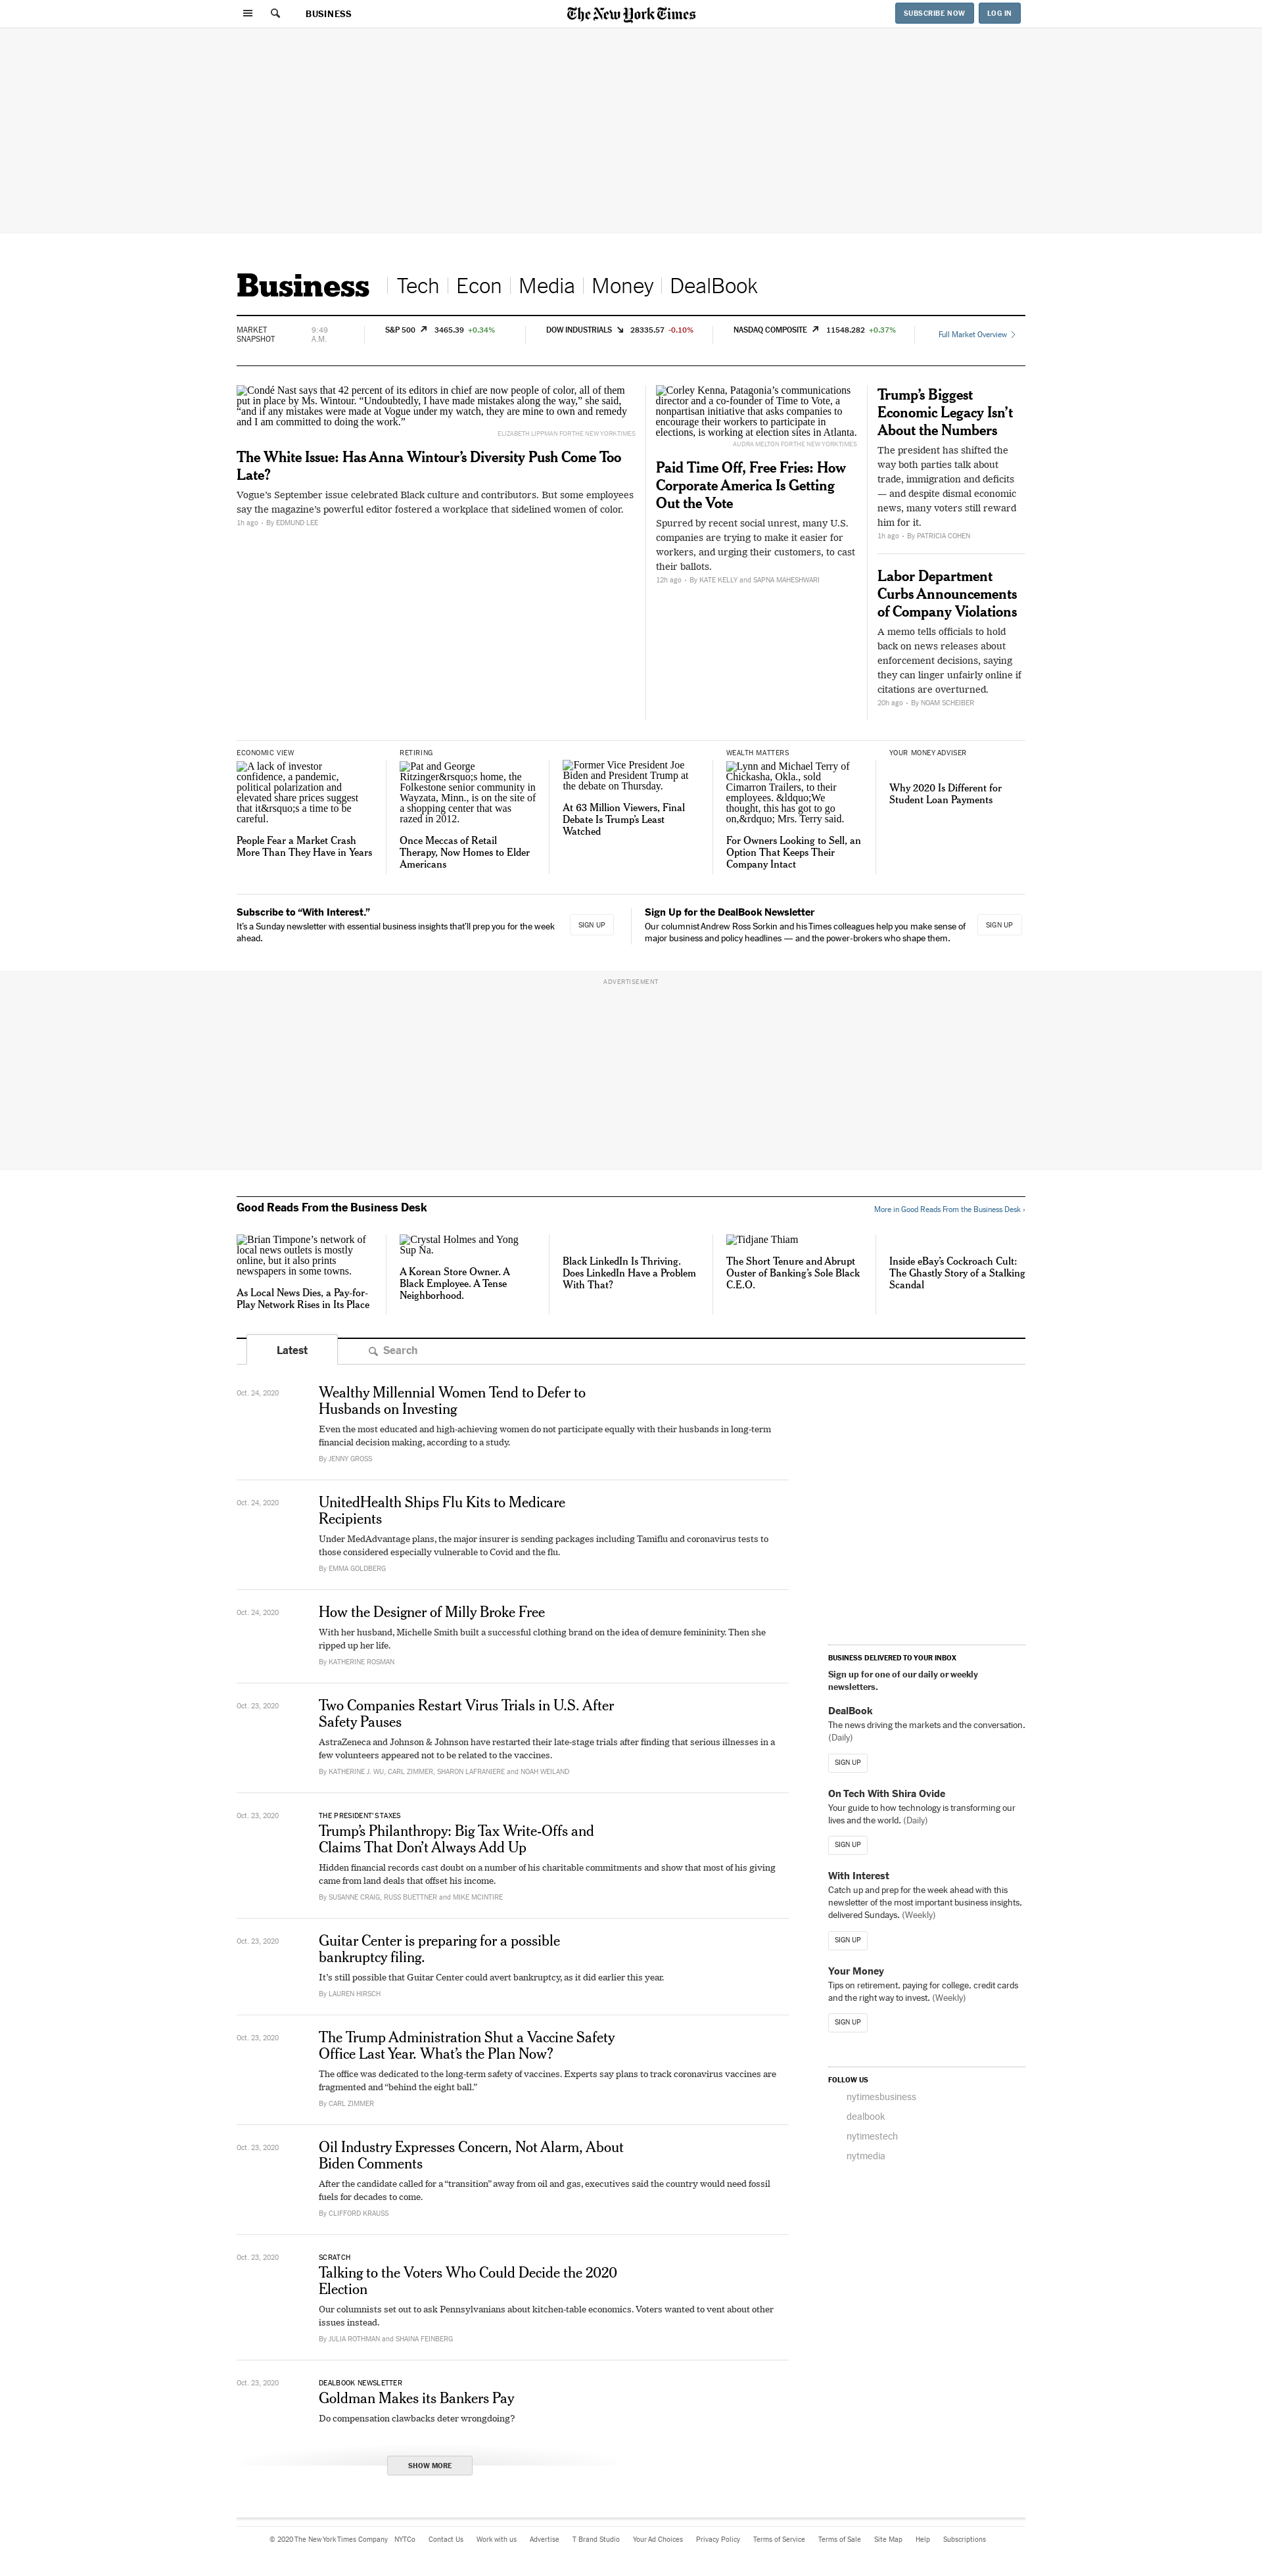 BUSINESS
The New York Times
SUBSCRIBE NOW
LOG IN
Business
Tech
Econ
Media
Money
DealBook
MARKET
SNAPSHOT
9:49
A.M.
S&P 500 3465.39 +0.34%
DOW INDUSTRIALS 28335.57 -0.10%
NASDAQ COMPOSITE 11548.282 +0.37%
Full Market Overview
Condé Nast says that 42 percent of its editors in chief are now people of color, all of them
put in place by Ms. Wintour. “Undoubtedly, I have made mistakes along the way,” she said,
“and if any mistakes were made at Vogue under my watch, they are mine to own and remedy
and I am committed to doing the work.”
ELIZABETH LIPPMAN FOR THE NEW YORK TIMES
The White Issue: Has Anna Wintour’s Diversity Push Come Too
Late?
Vogue’s September issue celebrated Black culture and contributors. But some employees
say the magazine’s powerful editor fostered a workplace that sidelined women of color.
1h ago • By EDMUND LEE
Corley Kenna, Patagonia’s communications
director and a co-founder of Time to Vote, a
nonpartisan initiative that asks companies to
encourage their workers to participate in
elections, is working at election sites in Atlanta.
AUDRA MELTON FOR THE NEW YORK TIMES
Paid Time Off, Free Fries: How
Corporate America Is Getting
Out the Vote
Spurred by recent social unrest, many U.S.
companies are trying to make it easier for
workers, and urging their customers, to cast
their ballots.
12h ago • By KATE KELLY and SAPNA MAHESHWARI
Trump’s Biggest
Economic Legacy Isn’t
About the Numbers
The president has shifted the
way both parties talk about
trade, immigration and deficits
— and despite dismal economic
news, many voters still reward
him for it.
1h ago • By PATRICIA COHEN
Labor Department
Curbs Announcements
of Company Violations
A memo tells officials to hold
back on news releases about
enforcement decisions, saying
they can linger unfairly online if
citations are overturned.
20h ago • By NOAM SCHEIBER
ECONOMIC VIEW
A lack of investor
confidence, a pandemic,
political polarization and
elevated share prices suggest
that it&rsquo;s a time to be
careful.
People Fear a Market Crash
More Than They Have in Years
RETIRING
Pat and George
Ritzinger&rsquo;s home, the
Folkestone senior community in
Wayzata, Minn., is on the site of
a shopping center that was
razed in 2012.
Once Meccas of Retail
Therapy, Now Homes to Elder
Americans
Former Vice President Joe
Biden and President Trump at
the debate on Thursday.
At 63 Million Viewers, Final
Debate Is Trump’s Least
Watched
WEALTH MATTERS
Lynn and Michael Terry of
Chickasha, Okla., sold
Cimarron Trailers, to their
employees. &ldquo;We
thought, this has got to go
on,&rdquo; Mrs. Terry said.
For Owners Looking to Sell, an
Option That Keeps Their
Company Intact
YOUR MONEY ADVISER
Why 2020 Is Different for
Student Loan Payments
Subscribe to “With Interest.”
It’s a Sunday newsletter with essential business insights that’ll prep you for the week
ahead.
SIGN UP
Sign Up for the DealBook Newsletter
Our columnist Andrew Ross Sorkin and his Times colleagues help you make sense of
major business and policy headlines — and the power-brokers who shape them.
SIGN UP
ADVERTISEMENT
Good Reads From the Business Desk
More in Good Reads From the Business Desk ›
Brian Timpone’s network of
local news outlets is mostly
online, but it also prints
newspapers in some towns.
As Local News Dies, a Pay-for-
Play Network Rises in Its Place
Crystal Holmes and Yong
Sup Na.
A Korean Store Owner. A
Black Employee. A Tense
Neighborhood.
Black LinkedIn Is Thriving.
Does LinkedIn Have a Problem
With That?
Tidjane Thiam
The Short Tenure and Abrupt
Ouster of Banking’s Sole Black
C.E.O.
Inside eBay’s Cockroach Cult:
The Ghastly Story of a Stalking
Scandal
Latest
Search
Oct. 24, 2020
Wealthy Millennial Women Tend to Defer to
Husbands on Investing
Even the most educated and high-achieving women do not participate equally with their husbands in long-term
financial decision making, according to a study.
By JENNY GROSS
Oct. 24, 2020
UnitedHealth Ships Flu Kits to Medicare
Recipients
Under MedAdvantage plans, the major insurer is sending packages including Tamiflu and coronavirus tests to
those considered especially vulnerable to Covid and the flu.
By EMMA GOLDBERG
Oct. 24, 2020
How the Designer of Milly Broke Free
With her husband, Michelle Smith built a successful clothing brand on the idea of demure femininity. Then she
ripped up her life.
By KATHERINE ROSMAN
Oct. 23, 2020
Two Companies Restart Virus Trials in U.S. After
Safety Pauses
AstraZeneca and Johnson & Johnson have restarted their late-stage trials after finding that serious illnesses in a
few volunteers appeared not to be related to the vaccines.
By KATHERINE J. WU, CARL ZIMMER, SHARON LAFRANIERE and NOAH WEILAND
Oct. 23, 2020
THE PRESIDENT’S TAXES
Trump’s Philanthropy: Big Tax Write-Offs and
Claims That Don’t Always Add Up
Hidden financial records cast doubt on a number of his charitable commitments and show that most of his giving
came from land deals that offset his income.
By SUSANNE CRAIG, RUSS BUETTNER and MIKE MCINTIRE
Oct. 23, 2020
Guitar Center is preparing for a possible
bankruptcy filing.
It’s still possible that Guitar Center could avert bankruptcy, as it did earlier this year.
By LAUREN HIRSCH
Oct. 23, 2020
The Trump Administration Shut a Vaccine Safety
Office Last Year. What’s the Plan Now?
The office was dedicated to the long-term safety of vaccines. Experts say plans to track coronavirus vaccines are
fragmented and “behind the eight ball.”
By CARL ZIMMER
Oct. 23, 2020
Oil Industry Expresses Concern, Not Alarm, About
Biden Comments
After the candidate called for a “transition” away from oil and gas, executives said the country would need fossil
fuels for decades to come.
By CLIFFORD KRAUSS
Oct. 23, 2020
SCRATCH
Talking to the Voters Who Could Decide the 2020
Election
Our columnists set out to ask Pennsylvanians about kitchen-table economics. Voters wanted to vent about other
issues instead.
By JULIA ROTHMAN and SHAINA FEINBERG
Oct. 23, 2020
DEALBOOK NEWSLETTER
Goldman Makes its Bankers Pay
Do compensation clawbacks deter wrongdoing?
SHOW MORE
BUSINESS DELIVERED TO YOUR INBOX
Sign up for one of our daily or weekly
newsletters.
DealBook
The news driving the markets and the conversation.
(Daily)
SIGN UP
On Tech With Shira Ovide
Your guide to how technology is transforming our
lives and the world. (Daily)
SIGN UP
With Interest
Catch up and prep for the week ahead with this
newsletter of the most important business insights,
delivered Sundays. (Weekly)
SIGN UP
Your Money
Tips on retirement, paying for college, credit cards
and the right way to invest. (Weekly)
SIGN UP
FOLLOW US
nytimesbusiness
dealbook
nytimestech
nytmedia
© 2020 The New York Times Company NYTCo Contact Us Work with us Advertise T Brand Studio Your Ad Choices Privacy Policy Terms of Service Terms of Sale Site Map Help Subscriptions